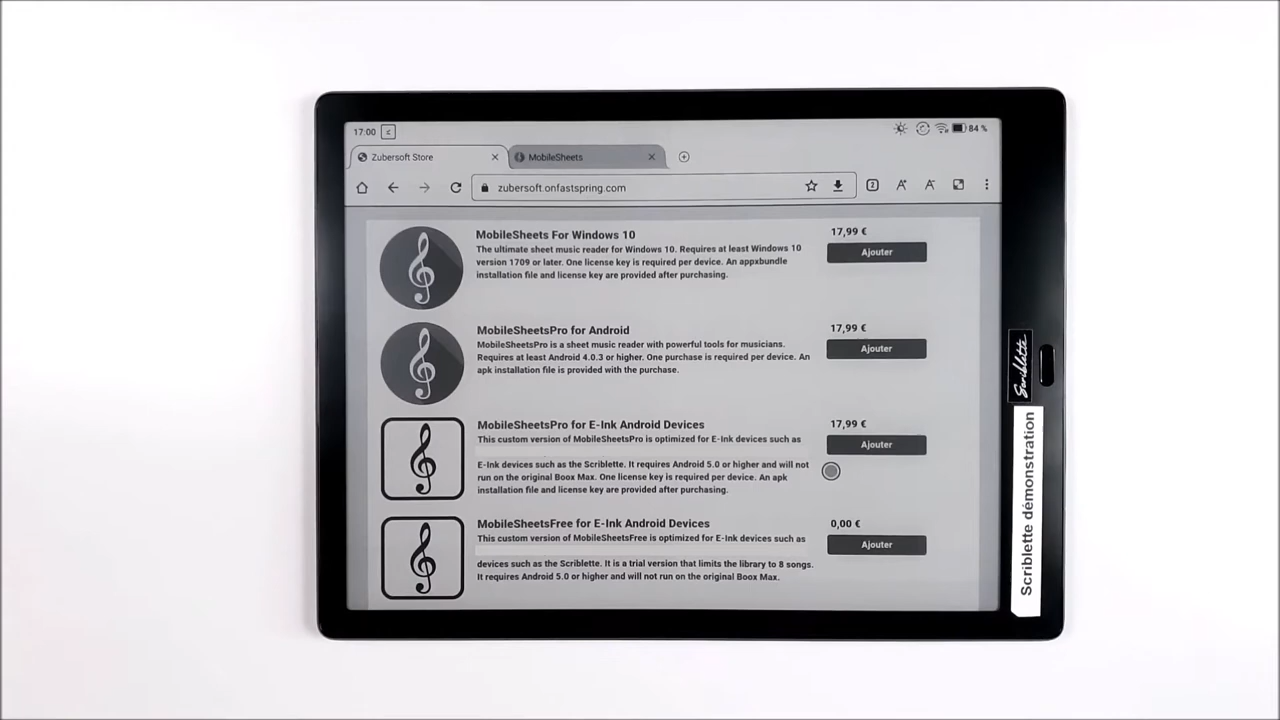 17:00
84 %
Zubersoft Store
MobileSheets
zubersoft.onfastspring.com
2
A+
A-
MobileSheets For Windows 10
17,99 €
The ultimate sheet music reader for Windows 10. Requires at least Windows 10
version 1709 or later. One license key is required per device. An appxbundle
installation file and license key are provided after purchasing.
Ajouter
MobileSheetsPro for Android
17,99 €
MobileSheetsPro is a sheet music reader with powerful tools for musicians.
Requires at least Android 4.0.3 or higher. One purchase is required per device. An
apk installation file is provided with the purchase.
Ajouter
MobileSheetsPro for E-Ink Android Devices
17,99 €
This custom version of MobileSheetsPro is optimized for E-Ink devices such as
E-Ink devices such as the Scriblette. It requires Android 5.0 or higher and will not
run on the original Boox Max. One license key is required per device. An apk
installation file and license key are provided after purchasing.
Ajouter
MobileSheetsFree for E-Ink Android Devices
0,00 €
This custom version of MobileSheetsFree is optimized for E-Ink devices such as
devices such as the Scriblette. It is a trial version that limits the library to 8 songs.
It requires Android 5.0 or higher and will not run on the original Boox Max.
Ajouter
Scriblette
Scriblette démonstration